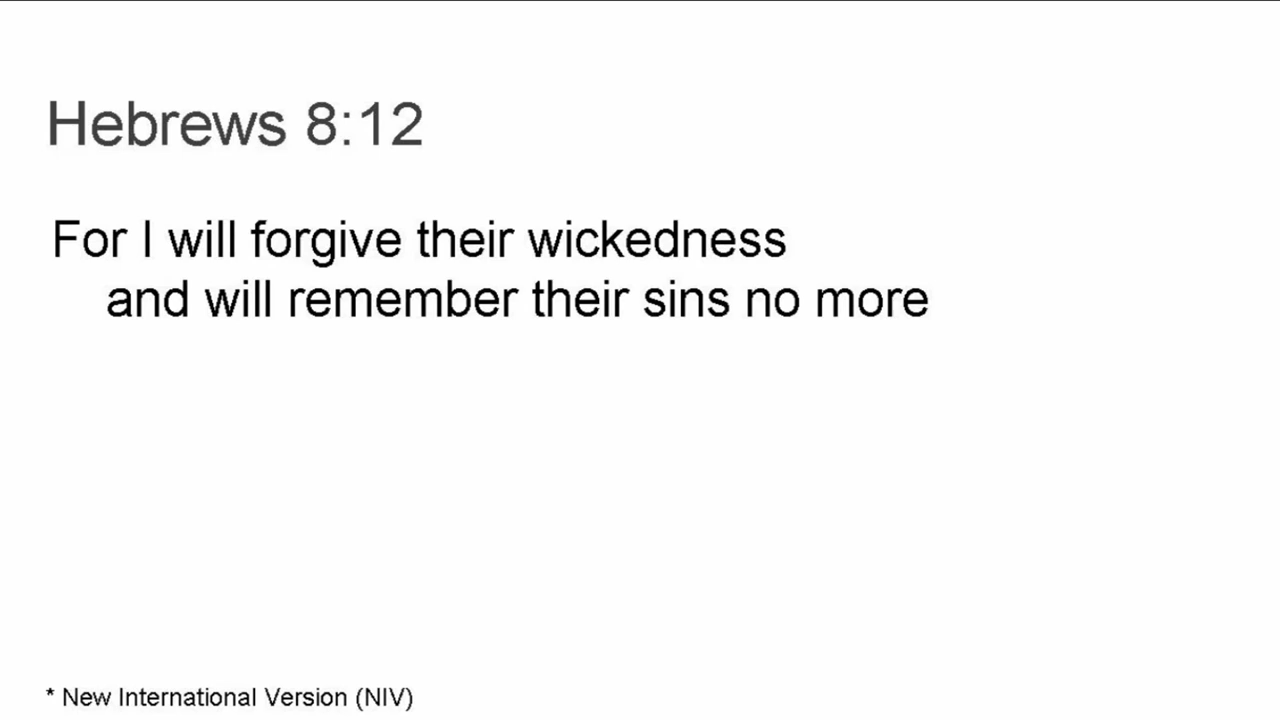 Hebrews 8:12
For I will forgive their wickedness
and will remember their sins no more
* New International Version (NIV)